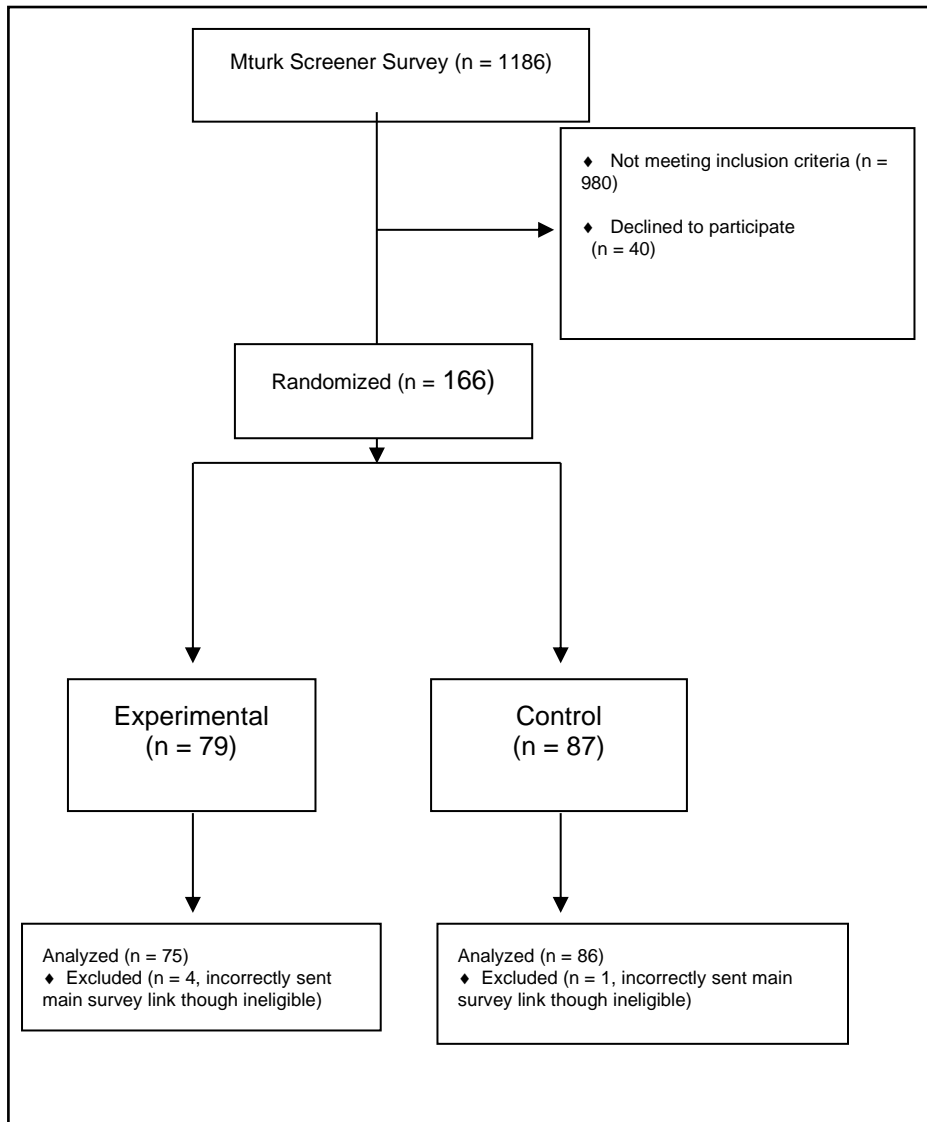 Mturk Screener Survey (n = 1186)
♦ Not meeting inclusion criteria (n =
980)
♦ Declined to participate
(n = 40)
Randomized (n = 166)
Experimental
(n = 79)
Control
(n = 87)
Analyzed (n = 75)
♦ Excluded (n = 4, incorrectly sent
main survey link though ineligible)
Analyzed (n = 86)
♦ Excluded (n = 1, incorrectly sent main
survey link though ineligible)